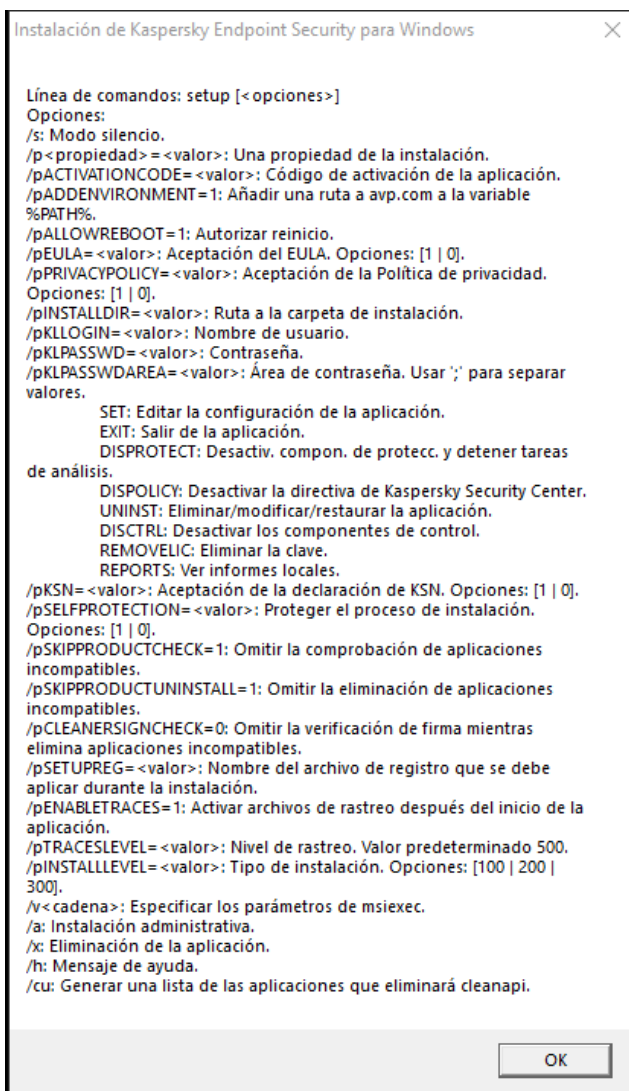 Instalación de Kaspersky Endpoint Security para Windows
Línea de comandos: setup [<opciones>]
Opciones:
/s: Modo silencio.
/p<propiedad>=<valor>: Una propiedad de la instalación.
/pACTIVATIONCODE=<valor>: Código de activación de la aplicación.
/pADDENVIRONMENT=1: Añadir una ruta a avp.com a la variable
%PATH%.
/pALLOWREBOOT=1: Autorizar reinicio.
/pEULA=<valor>: Aceptación del EULA. Opciones: [1 | 0].
/pPRIVACYPOLICY=<valor>: Aceptación de la Política de privacidad.
Opciones: [1 | 0].
/pINSTALLDIR=<valor>: Ruta a la carpeta de instalación.
/pKLLOGIN=<valor>: Nombre de usuario.
/pKLPASSWD=<valor>: Contraseña.
/pKLPASSWDAREA=<valor>: Área de contraseña. Usar ';' para separar
valores.
SET: Editar la configuración de la aplicación.
EXIT: Salir de la aplicación.
DISPROTECT: Desactiv. compon. de protecc. y detener tareas
de análisis.
DISPOLICY: Desactivar la directiva de Kaspersky Security Center.
UNINST: Eliminar/modificar/restaurar la aplicación.
DISCTRL: Desactivar los componentes de control.
REMOVELIC: Eliminar la clave.
REPORTS: Ver informes locales.
/pKSN=<valor>: Aceptación de la declaración de KSN. Opciones: [1 | 0].
/pSELFPROTECTION=<valor>: Proteger el proceso de instalación.
Opciones: [1 | 0].
/pSKIPPRODUCTCHECK=1: Omitir la comprobación de aplicaciones
incompatibles.
/pSKIPPRODUCTUNINSTALL=1: Omitir la eliminación de aplicaciones
incompatibles.
/pCLEANERSIGNCHECK=0: Omitir la verificación de firma mientras
elimina aplicaciones incompatibles.
/pSETUPREG=<valor>: Nombre del archivo de registro que se debe
aplicar durante la instalación.
/pENABLETRACES=1: Activar archivos de rastreo después del inicio de la
aplicación.
/pTRACESLEVEL=<valor>: Nivel de rastreo. Valor predeterminado 500.
/pINSTALLLEVEL=<valor>: Tipo de instalación. Opciones: [100 | 200 |
300].
/v<cadena>: Especificar los parámetros de msiexec.
/a: Instalación administrativa.
/x: Eliminación de la aplicación.
/h: Mensaje de ayuda.
/cu: Generar una lista de las aplicaciones que eliminará cleanapi.
OK